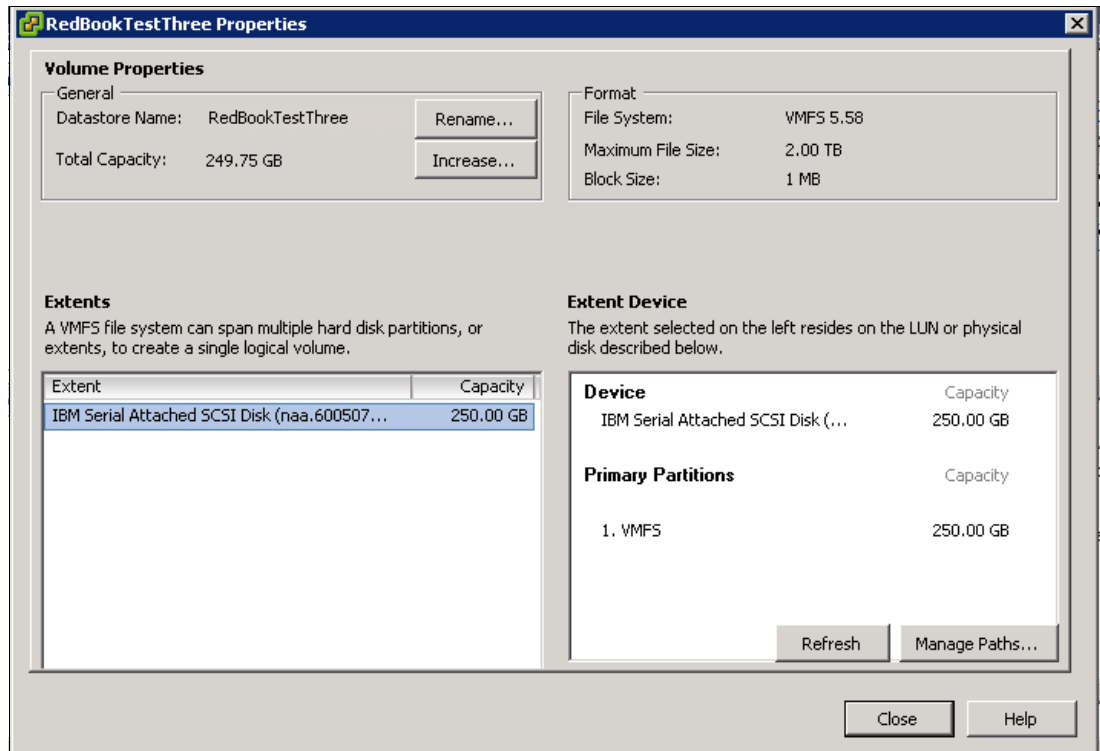 RedBookTestThree Properties
Volume Properties
General
Datastore Name: RedBookTestThree Rename...
Total Capacity: 249.75 GB Increase...
Format
File System: VMFS 5.58
Maximum File Size: 2.00 TB
Block Size: 1 MB
Extents
A VMFS file system can span multiple hard disk partitions, or
extents, to create a single logical volume.
Extent Capacity
IBM Serial Attached SCSI Disk (naa.600507... 250.00 GB
Extent Device
The extent selected on the left resides on the LUN or physical
disk described below.
Device Capacity
IBM Serial Attached SCSI Disk (... 250.00 GB
Primary Partitions Capacity
1. VMFS 250.00 GB
Refresh Manage Paths...
Close Help